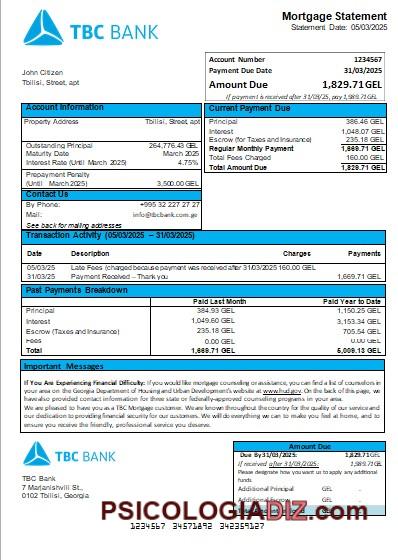 Mortgage Statement
Statement Date: 05/03/2025
TBC BANK
Account Number 1234567
Payment Due Date 31/03/2025
Amount Due 1,829.71GEL
If payment is received after 31/03/25, pay 1,989.71GEL
John Citizen
Tbilisi, Street, apt
Account Information
Property Address Tbilisi, Street, apt
Outstanding Principal 264,776.43 GEL
Maturity Date March 2025
Interest Rate (Until March 2025) 4.75%
Prepayment Penalty
(Until March 2025) 3,500.00 GEL
Contact Us
By Phone: +995 32 227 27 27
Mail: info@tbcbank.com.ge
See back for mailing addresses
Current Payment Due
Principal 386.46 GEL
Interest 1,048.07 GEL
Escrow (for Taxes and Insurance) 235.18 GEL
Regular Monthly Payment 1,669.71 GEL
Total Fees Charged 160.00 GEL
Total Amount Due 1,829.71 GEL
Transaction Activity (05/03/2025 – 31/03/2025)
Date Description Charges Payments
05/03/25 Late Fees (charged because payment was received after 31/03/2025 160.00 GEL
31/03/25 Payment Received – Thank you 1,669.71 GEL
Past Payments Breakdown
Paid Last Month Paid Year to Date
Principal 384.93 GEL 1,150.25 GEL
Interest 1,049.60 GEL 3,153.34 GEL
Escrow (Taxes and Insurance) 235.18 GEL 705.54 GEL
Fees 0.00 GEL 0.00 GEL
Total 1,669.71 GEL 5,009.13 GEL
Important Messages
If You Are Experiencing Financial Difficulty: If you would like mortgage counseling or assistance, you can find a list of counselors in
your area on the Georgia Department of Housing and Urban Development's website at www.hud.gov. On the back of this page, we
have also provided contact information for three state or federally-approved counseling programs in your area.
We are pleased to have you as a TBC Mortgage customer. We are known throughout the country for the quality of our service and
our dedication to providing financial security for our customers. We will do everything we can to make you feel at home, and ensure
you receive the friendly, professional service you deserve.
TBC BANK
TBC Bank
7 Marjanishvili St.,
0102 Tbilisi, Georgia
Amount Due
Due By 31/03/2025: 1,829.71GEL
If received after 31/03/2025: 1,989.71GEL
Please designate how you want us to apply any additional
funds.
Additional Principal GEL
Additional Escrow GEL
GEL
PSICOLOGIADIZ.com
1234567 34571892 342359127